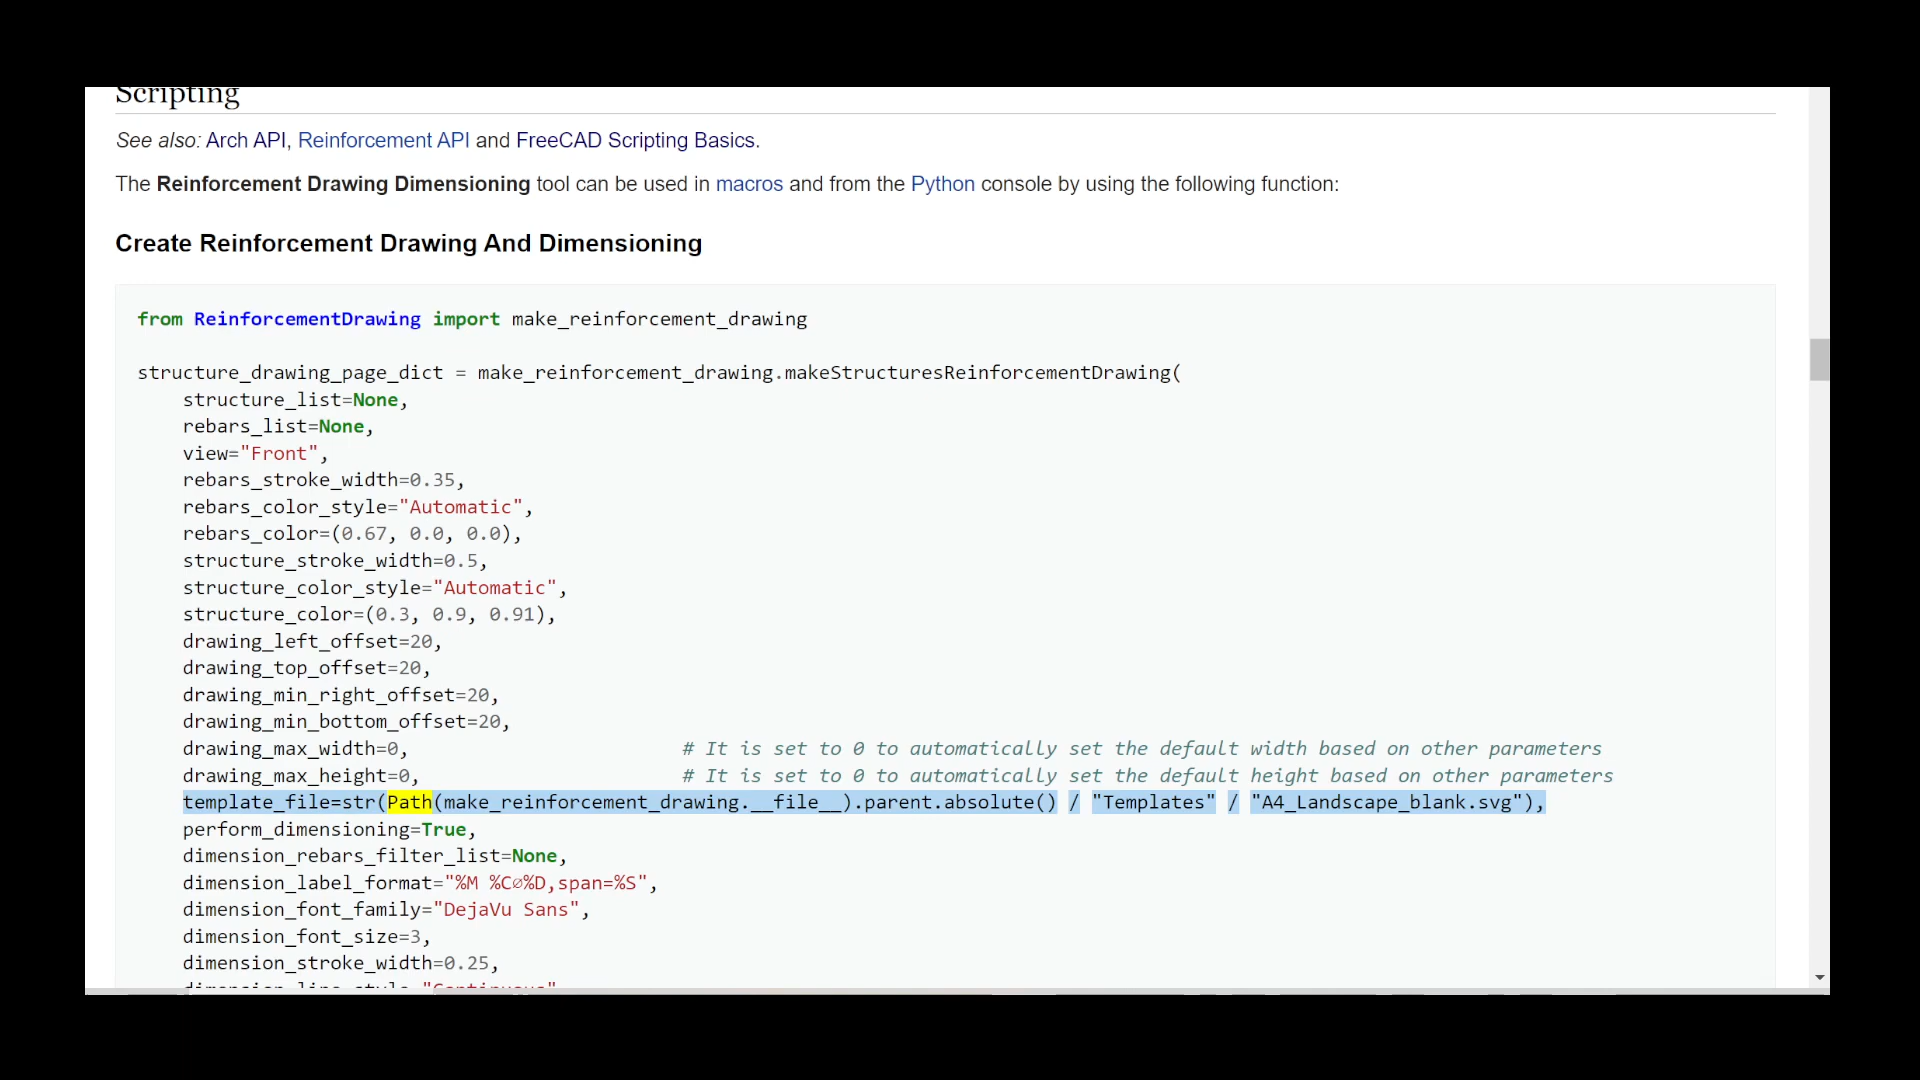 Scripting
See also: Arch API, Reinforcement API and FreeCAD Scripting Basics.
The Reinforcement Drawing Dimensioning tool can be used in macros and from the Python console by using the following function:
Create Reinforcement Drawing And Dimensioning
from ReinforcementDrawing import make_reinforcement_drawing
structure_drawing_page_dict = make_reinforcement_drawing.makeStructuresReinforcementDrawing(
    structure_list=None,
    rebars_list=None,
    view="Front",
    rebars_stroke_width=0.35,
    rebars_color_style="Automatic",
    rebars_color=(0.67, 0.0, 0.0),
    structure_stroke_width=0.5,
    structure_color_style="Automatic",
    structure_color=(0.3, 0.9, 0.91),
    drawing_left_offset=20,
    drawing_top_offset=20,
    drawing_min_right_offset=20,
    drawing_min_bottom_offset=20,
    drawing_max_width=0,                        # It is set to 0 to automatically set the default width based on other parameters
    drawing_max_height=0,                       # It is set to 0 to automatically set the default height based on other parameters
    template_file=str(Path(make_reinforcement_drawing.__file__).parent.absolute() / "Templates" / "A4_Landscape_blank.svg"),
    perform_dimensioning=True,
    dimension_rebars_filter_list=None,
    dimension_label_format="%M %C⌀%D,span=%S",
    dimension_font_family="DejaVu Sans",
    dimension_font_size=3,
    dimension_stroke_width=0.25,
    dimension_line_style="Continuous"